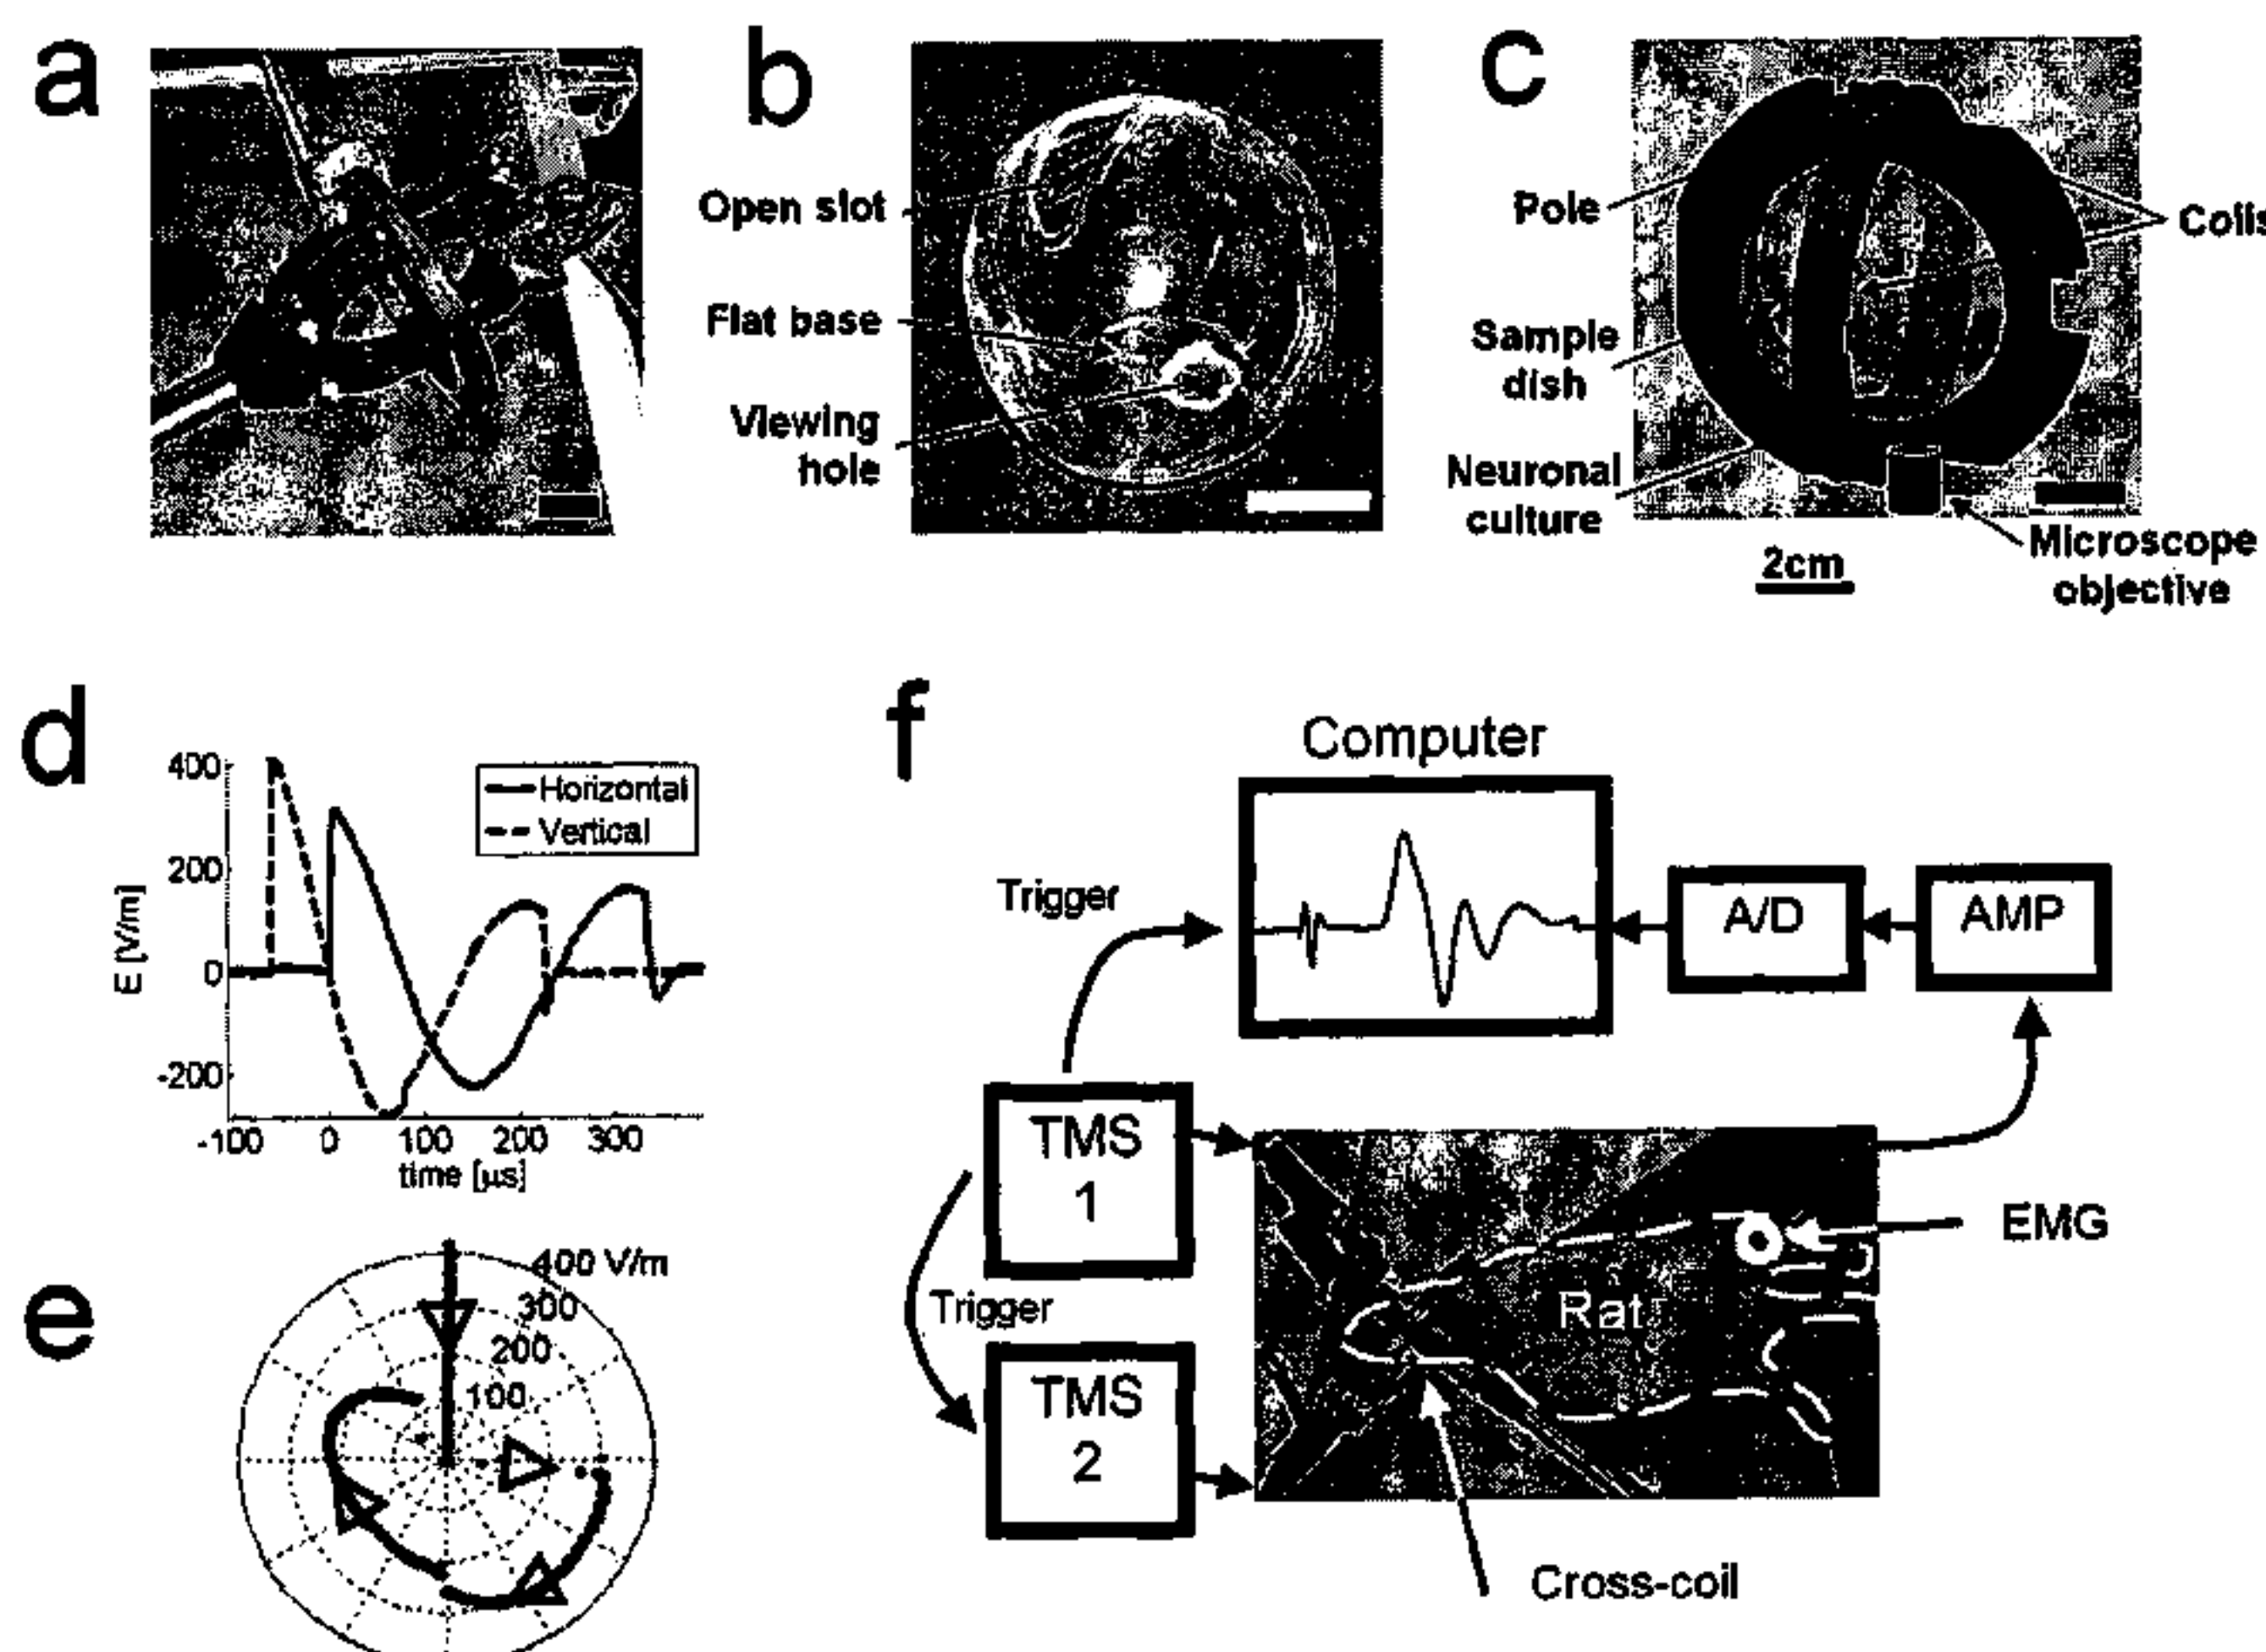 a
b
c
Open slot
Flat base
Viewing
hole
Pole
Coils
Sample
dish
Neuronal
culture
Microscope
objective
2cm
d
400
200
0
-200
E [V/m]
Horizontal
Vertical
-100 0 100 200 300
time [µs]
e
400 V/m
300
200
100
f
Computer
Trigger
A/D
AMP
TMS
1
Trigger
TMS
2
Rat
EMG
Cross-coil